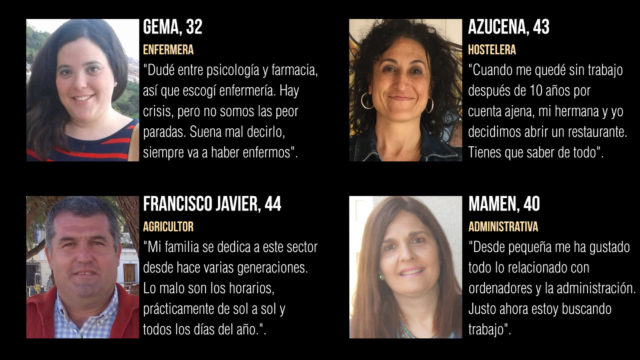 GEMA, 32
ENFERMERA
"Dudé entre psicología y farmacia,
así que escogí enfermería. Hay
crisis, pero no somos las peor
paradas. Suena mal decirlo,
siempre va a haber enfermos".
AZUCENA, 43
HOSTELERA
"Cuando me quedé sin trabajo
después de 10 años por
cuenta ajena, mi hermana y yo
decidimos abrir un restaurante.
Tienes que saber de todo".
FRANCISCO JAVIER, 44
AGRICULTOR
"Mi familia se dedica a este sector
desde hace varias generaciones.
Lo malo son los horarios,
prácticamente de sol a sol y
todos los días del año.".
MAMEN, 40
ADMINISTRATIVA
"Desde pequeña me ha gustado
todo lo relacionado con
ordenadores y la administración.
Justo ahora estoy buscando
trabajo".